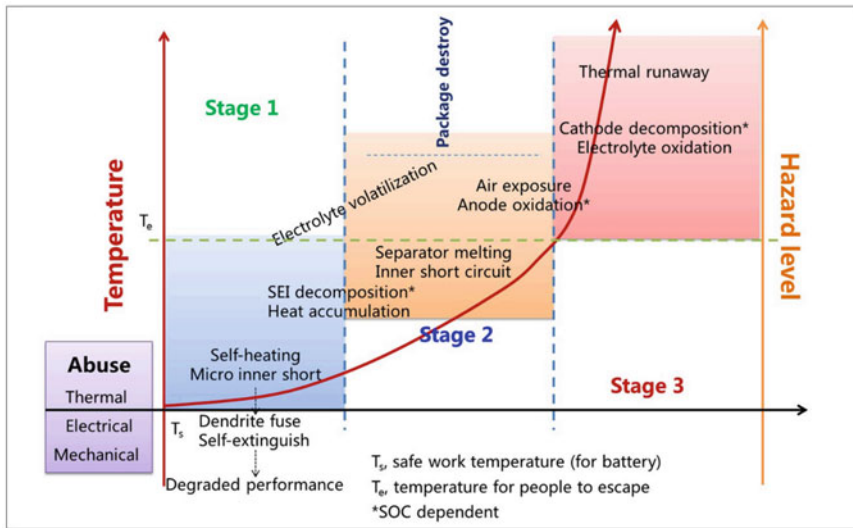 Temperature
Hazard level
Stage 1
Package destroy
Thermal runaway
Cathode decomposition*
Electrolyte oxidation
Electrolyte volatilization
Air exposure
Anode oxidation*
Te
Separator melting
Inner short circuit
SEI decomposition*
Heat accumulation
Stage 2
Self-heating
Micro inner short
Stage 3
Abuse
Thermal
Electrical
Mechanical
Ts
Dendrite fuse
Self-extinguish
Degraded performance
Ts, safe work temperature (for battery)
Te, temperature for people to escape
*SOC dependent